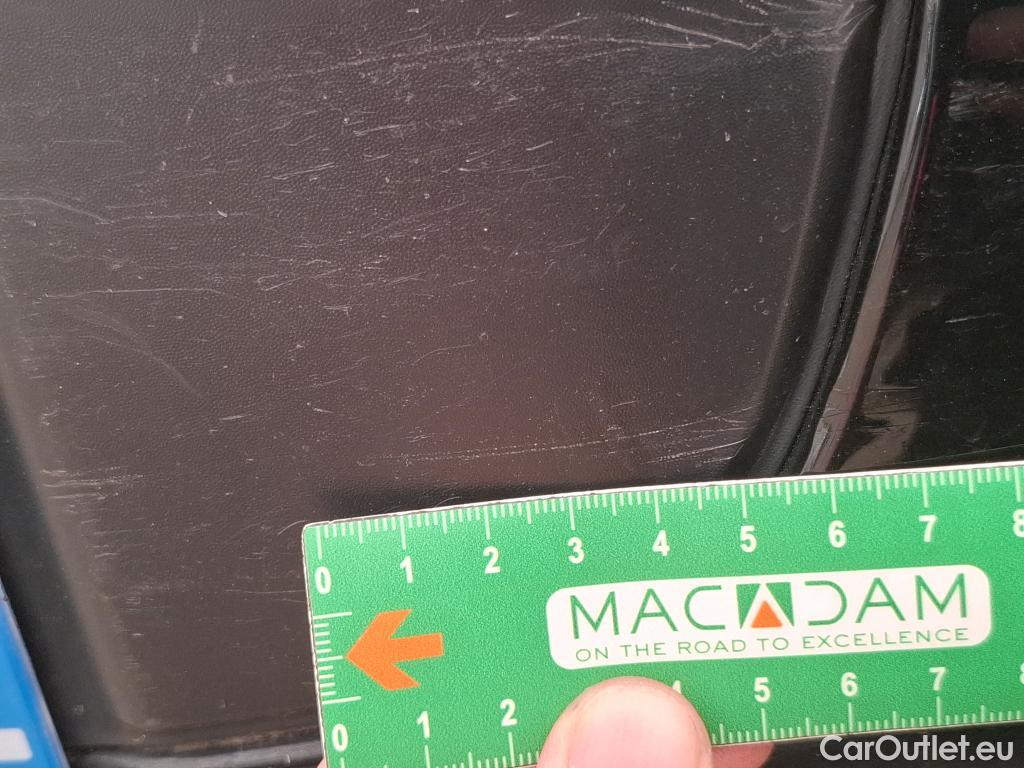 0 1 2 3 4 5 6 7 8
MACADAM
ON THE ROAD TO EXCELLENCE
0 1 2 4 5 6 7 8
CarOutlet.eu